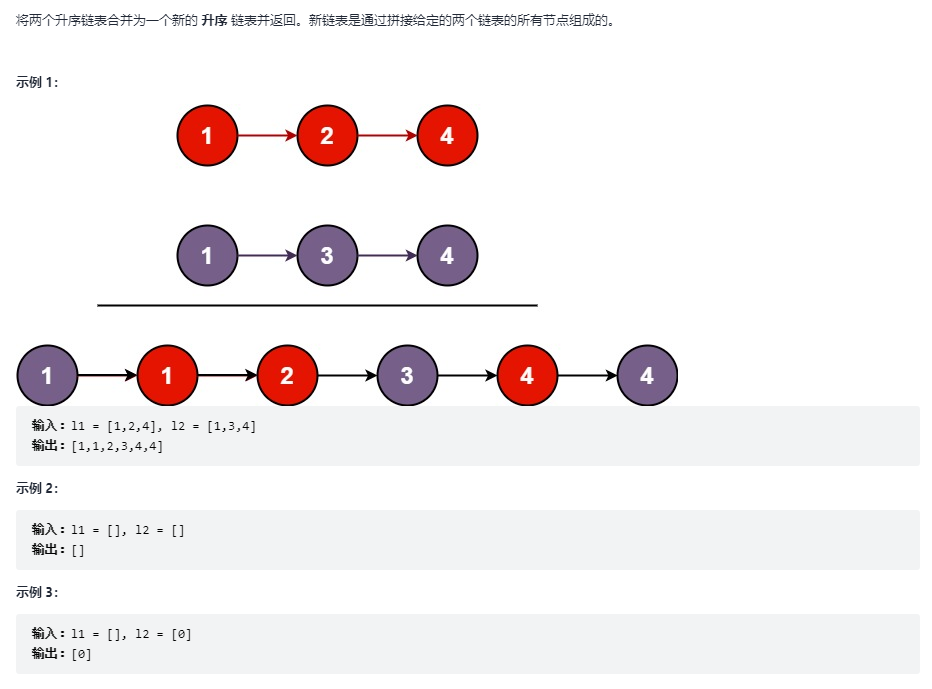 将两个升序链表合并为一个新的 升序 链表并返回。新链表是通过拼接给定的两个链表的所有节点组成的。
示例 1：
1 2 4
1 3 4
1 1 2 3 4 4
输入：l1 = [1,2,4], l2 = [1,3,4]
输出：[1,1,2,3,4,4]
示例 2：
输入：l1 = [], l2 = []
输出：[]
示例 3：
输入：l1 = [], l2 = [0]
输出：[0]